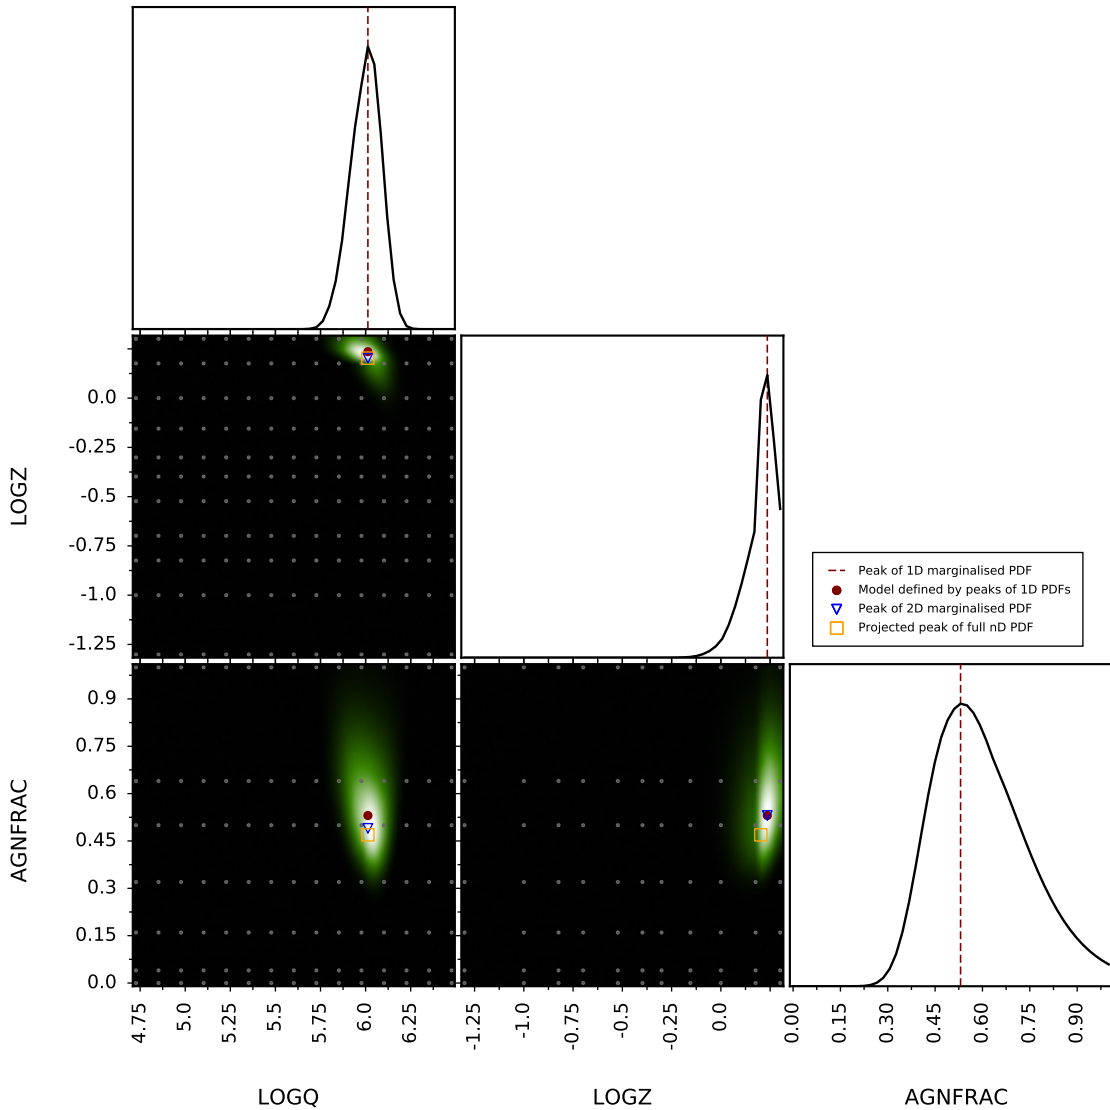 LOGZ
0.0
-0.25
-0.5
-0.75
-1.0
-1.25
Peak of 1D marginalised PDF
Model defined by peaks of 1D PDFs
Peak of 2D marginalised PDF
Projected peak of full nD PDF
AGNFRAC
0.9
0.75
0.6
0.45
0.3
0.15
0.0
4.75 5.0 5.25 5.5 5.75 6.0 6.25
-1.25 -1.0 -0.75 -0.5 -0.25 0.0
0.00 0.15 0.30 0.45 0.60 0.75 0.90
LOGQ LOGZ AGNFRAC